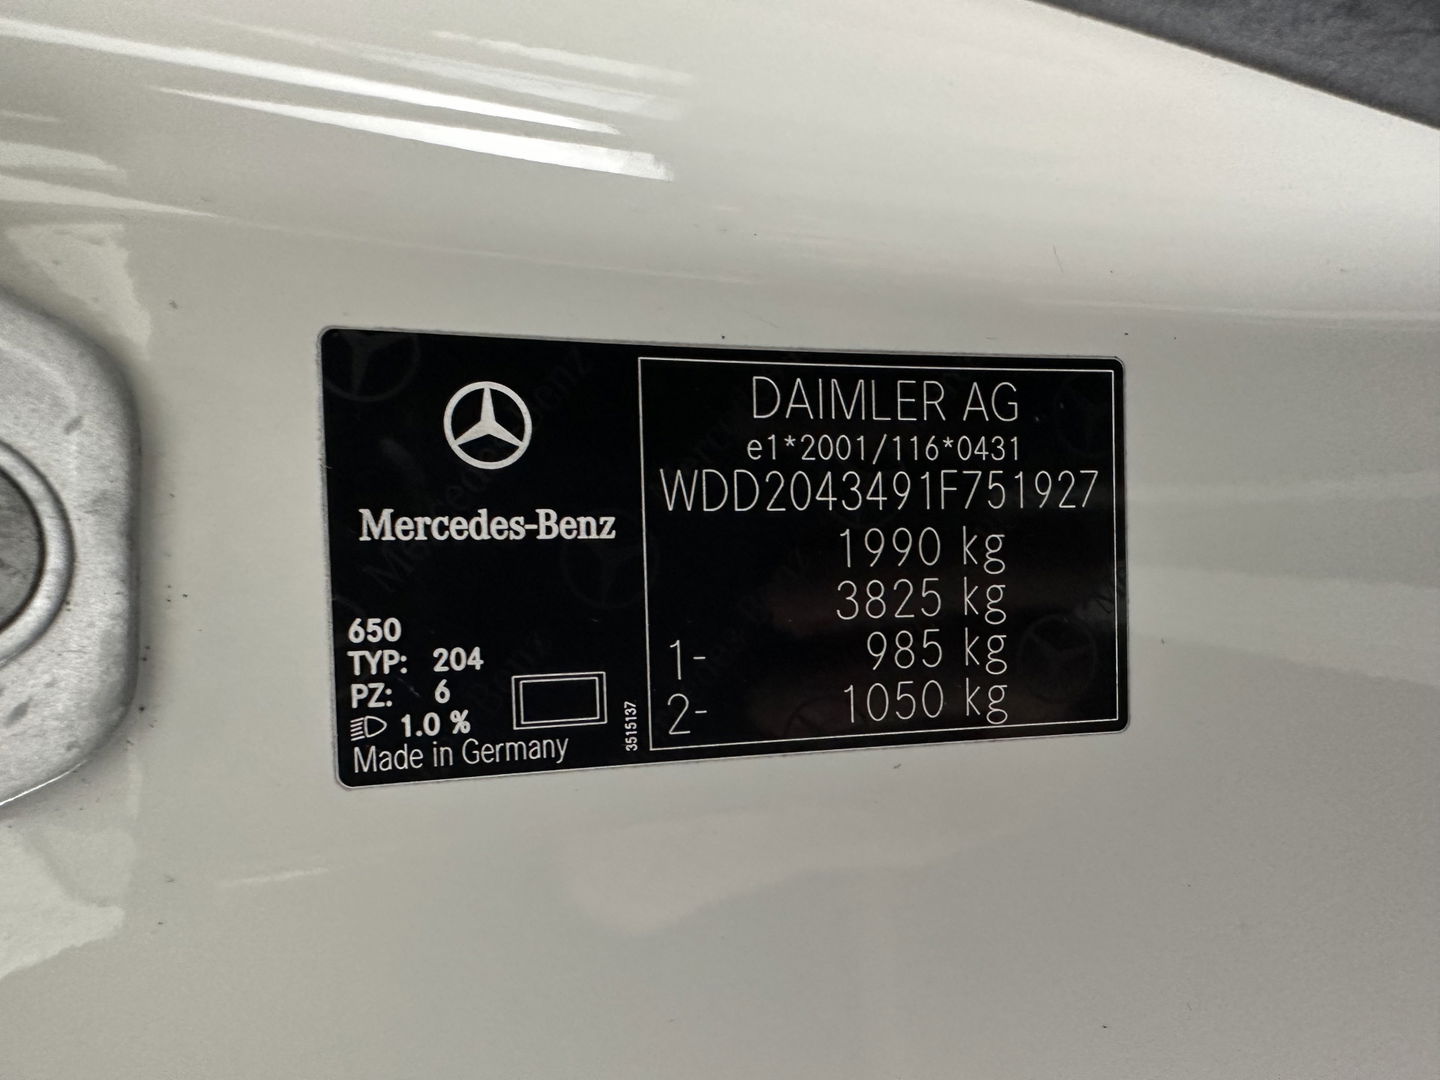 Mercedes-Benz
650
TYP: 204
PZ: 6
1.0 %
Made in Germany
3515137
DAIMLER AG
e1*2001/116*0431
WDD2043491F751927
1990 kg
3825 kg
1- 985 kg
2- 1050 kg